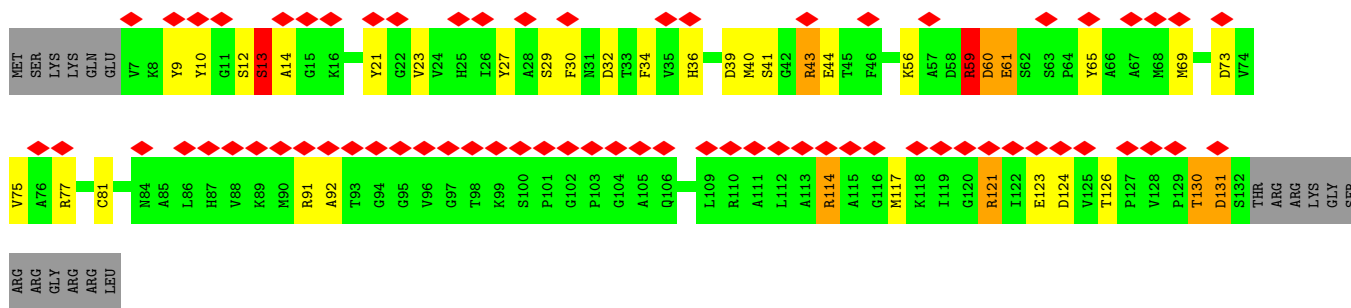 MET SER LYS LYS GLN GLU V7 K8 Y9 Y10 G11 S12 S13 A14 G15 K16 Y21 G22 V23 V24 H25 I26 Y27 A28 S29 F30 N31 D32 T33 F34 V35 H36 D39 M40 S41 G42 R43 E44 T45 F46 K56 A57 D58 R59 D60 E61 S62 S63 P64 Y65 A66 A67 M68 M69 D73 V74
V75 A76 R77 C81 N84 A85 L86 H87 V88 K89 M90 R91 A92 T93 G94 G95 V96 G97 T98 K99 S100 P101 G102 P103 G104 A105 Q106 L109 R110 A111 L112 A113 R114 A115 G116 M117 K118 I119 G120 R121 I122 E123 D124 V125 T126 P127 V128 P129 T130 D131 S132 THR ARG ARG LYS GLY SER
ARG ARG GLY ARG ARG LEU